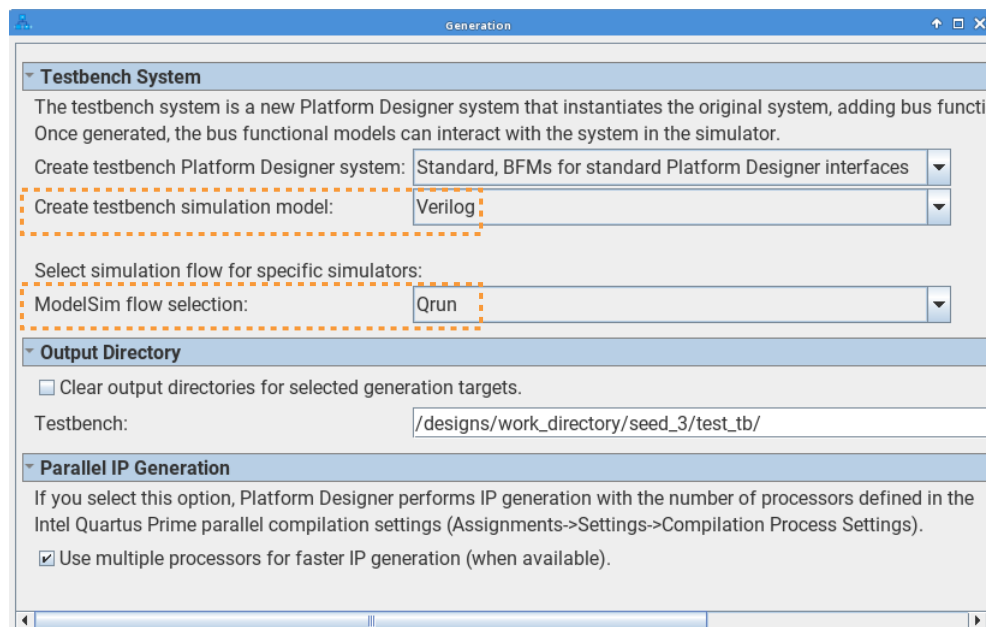 Generation
Testbench System
The testbench system is a new Platform Designer system that instantiates the original system, adding bus functi
Once generated, the bus functional models can interact with the system in the simulator.
Create testbench Platform Designer system: Standard, BFMs for standard Platform Designer interfaces
Create testbench simulation model: Verilog
Select simulation flow for specific simulators:
ModelSim flow selection: Qrun
Output Directory
Clear output directories for selected generation targets.
Testbench: /designs/work_directory/seed_3/test_tb/
Parallel IP Generation
If you select this option, Platform Designer performs IP generation with the number of processors defined in the
Intel Quartus Prime parallel compilation settings (Assignments->Settings->Compilation Process Settings).
Use multiple processors for faster IP generation (when available).